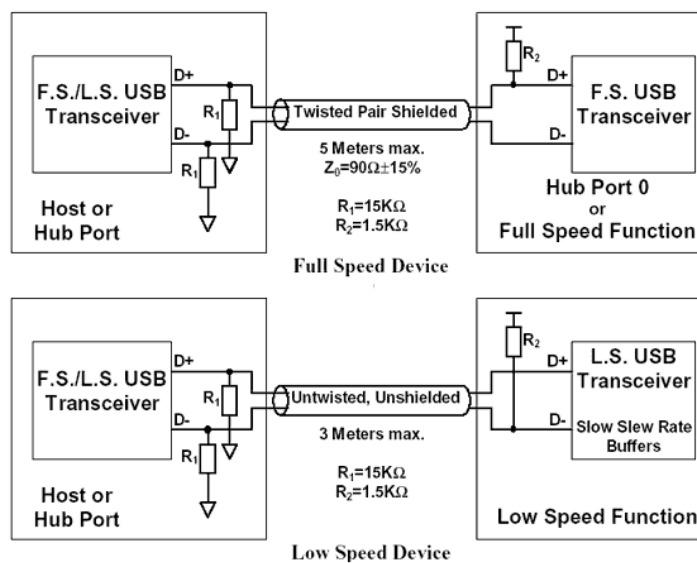 F.S./L.S. USB
Transceiver
D+
D-
R1
R1
Host or
Hub Port
Twisted Pair Shielded
5 Meters max.
Z0=90Ω±15%
R1=15KΩ
R2=1.5KΩ
R2
D+
D-
F.S. USB
Transceiver
Hub Port 0
or
Full Speed Function
Full Speed Device
F.S./L.S. USB
Transceiver
D+
D-
R1
R1
Host or
Hub Port
Untwisted, Unshielded
3 Meters max.
R1=15KΩ
R2=1.5KΩ
R2
D+
D-
L.S. USB
Transceiver
Slow Slew Rate
Buffers
Low Speed Function
Low Speed Device